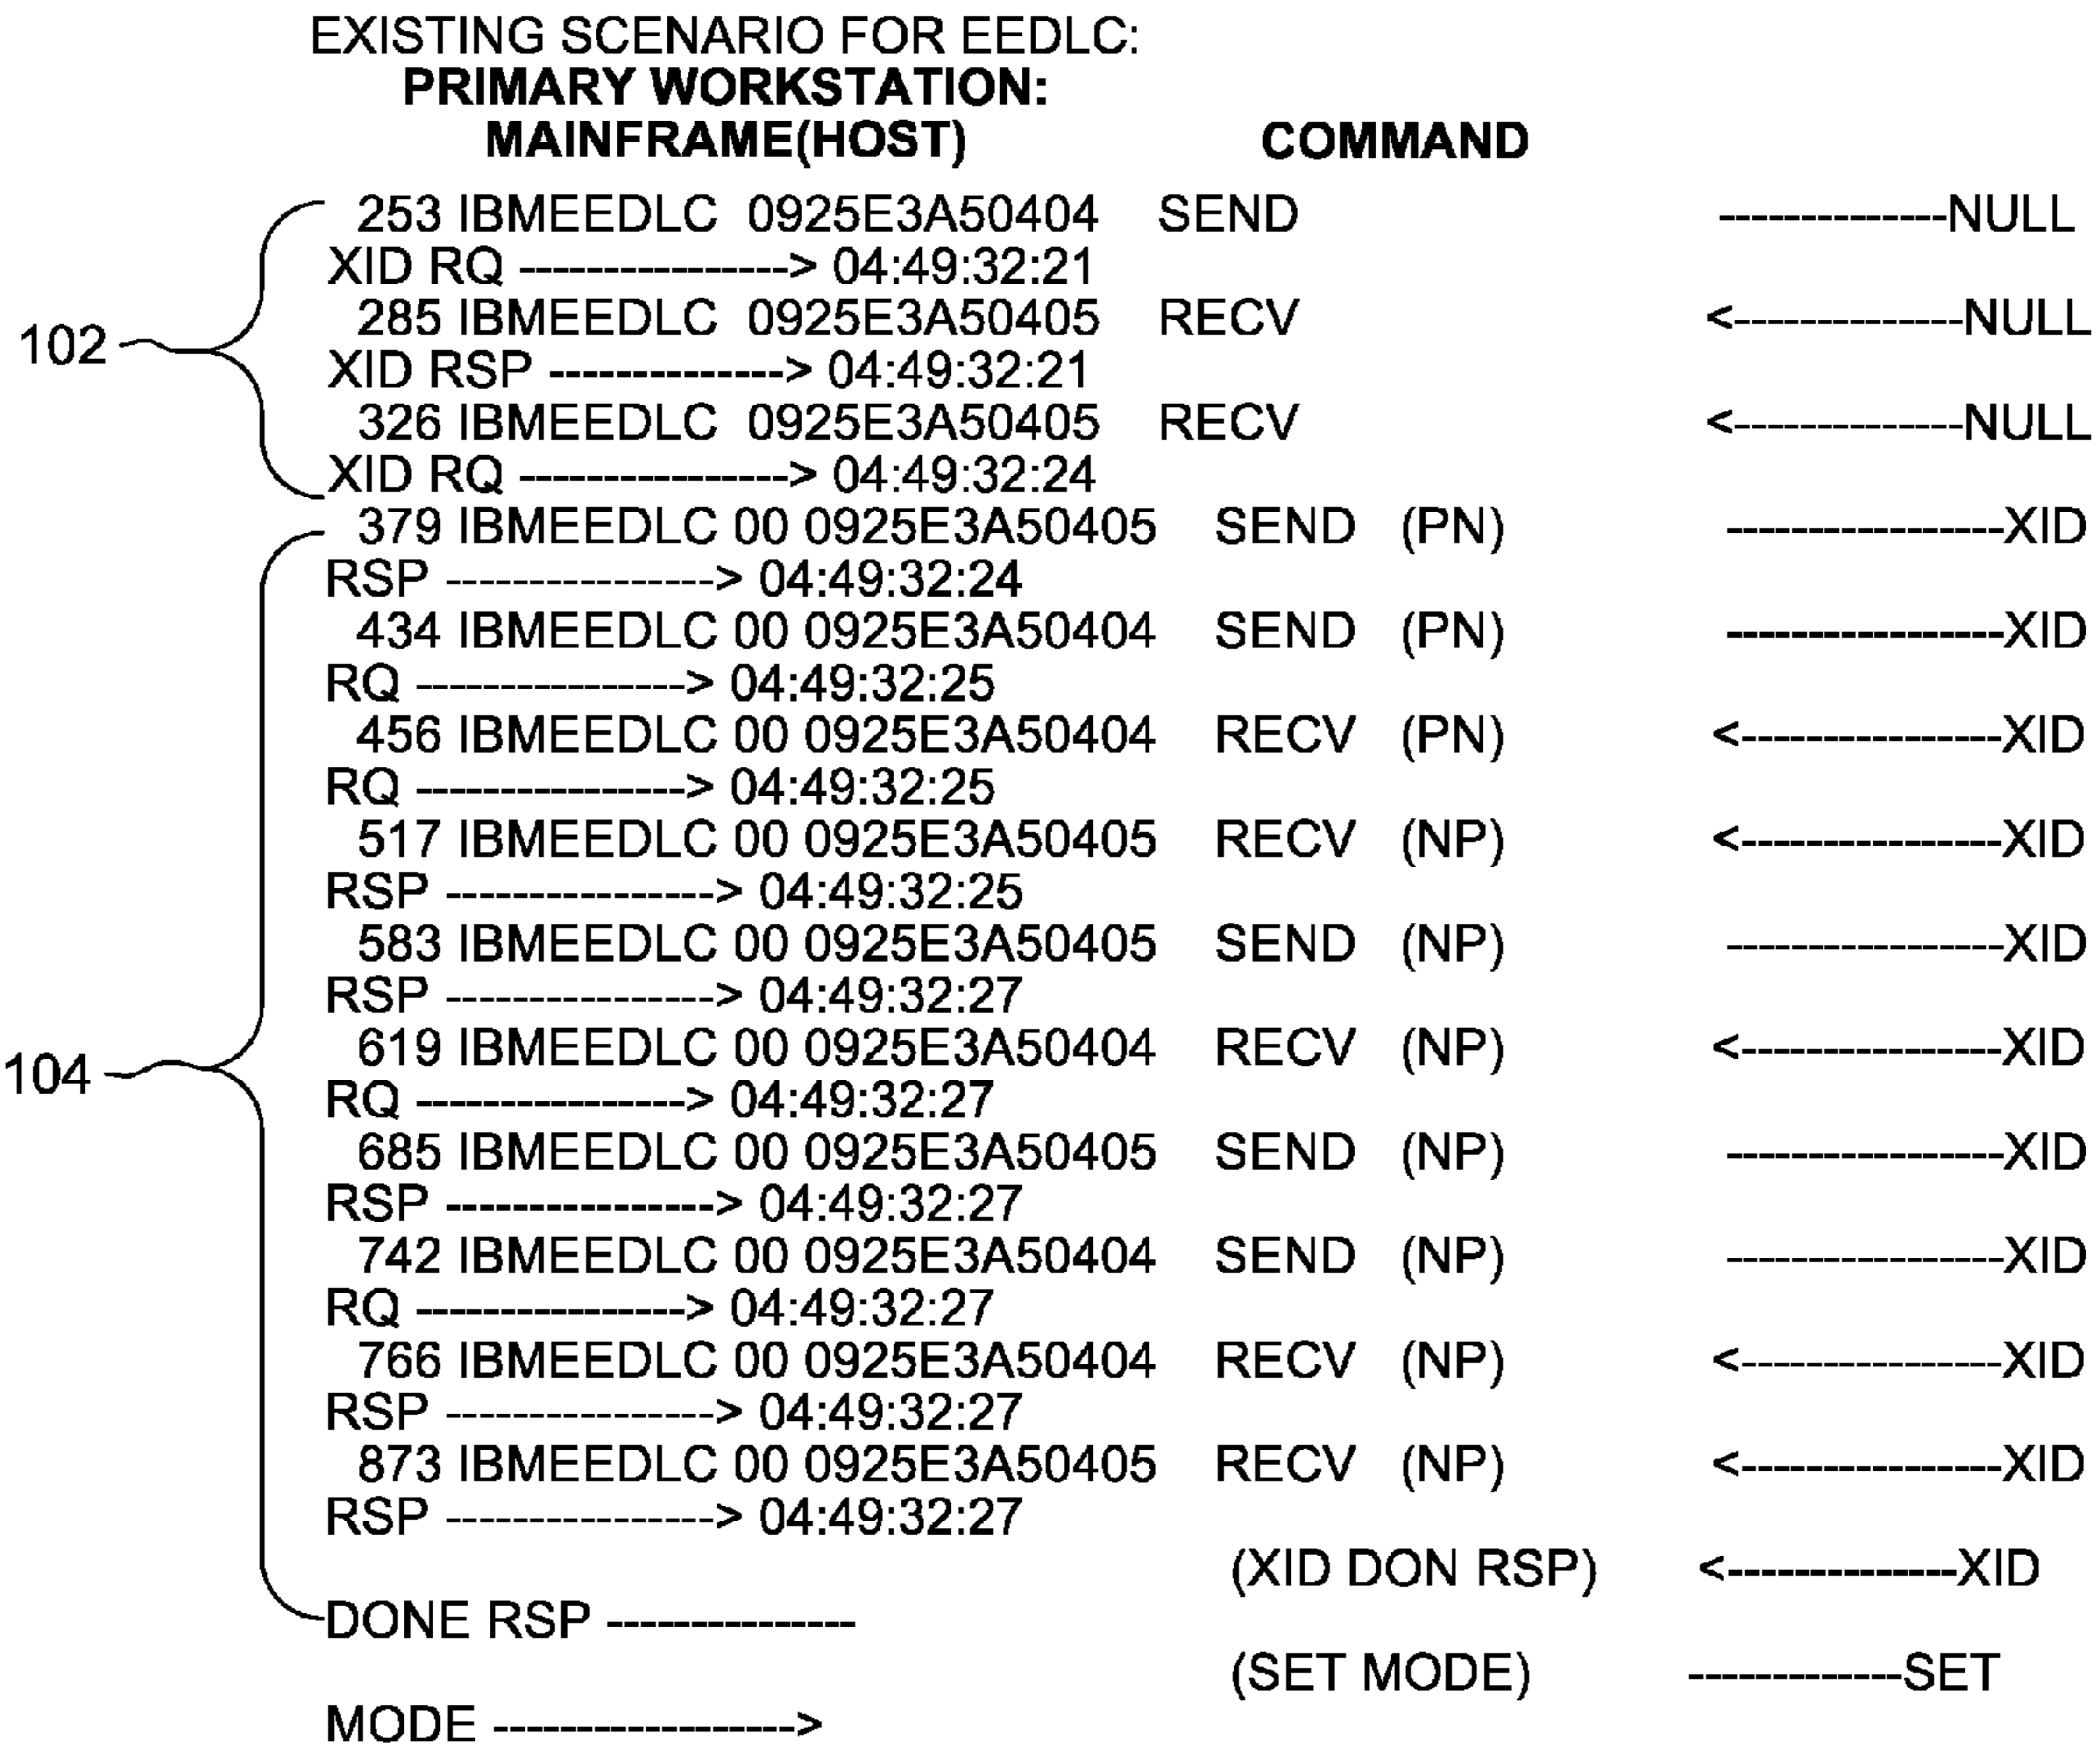 EXISTING SCENARIO FOR EEDLC:
PRIMARY WORKSTATION:
MAINFRAME(HOST) COMMAND
253 IBMEEDLC 0925E3A50404 SEND --------------NULL
XID RQ ----------------> 04:49:32:21
285 IBMEEDLC 0925E3A50405 RECV <--------------NULL
102
XID RSP --------------> 04:49:32:21
326 IBMEEDLC 0925E3A50405 RECV <--------------NULL
XID RQ ----------------> 04:49:32:24
379 IBMEEDLC 00 0925E3A50405 SEND (PN) -----------------XID
RSP ----------------> 04:49:32:24
434 IBMEEDLC 00 0925E3A50404 SEND (PN) -----------------XID
RQ ----------------> 04:49:32:25
456 IBMEEDLC 00 0925E3A50404 RECV (PN) <----------------XID
RQ ----------------> 04:49:32:25
517 IBMEEDLC 00 0925E3A50405 RECV (NP) <----------------XID
RSP ----------------> 04:49:32:25
583 IBMEEDLC 00 0925E3A50405 SEND (NP) -----------------XID
RSP ----------------> 04:49:32:27
619 IBMEEDLC 00 0925E3A50404 RECV (NP) <----------------XID
104
RQ ----------------> 04:49:32:27
685 IBMEEDLC 00 0925E3A50405 SEND (NP) -----------------XID
RSP ----------------> 04:49:32:27
742 IBMEEDLC 00 0925E3A50404 SEND (NP) -----------------XID
RQ ----------------> 04:49:32:27
766 IBMEEDLC 00 0925E3A50404 RECV (NP) <----------------XID
RSP ----------------> 04:49:32:27
873 IBMEEDLC 00 0925E3A50405 RECV (NP) <----------------XID
RSP ----------------> 04:49:32:27
(XID DON RSP) <--------------XID
DONE RSP ---------------
(SET MODE) -------------SET
MODE ------------------>